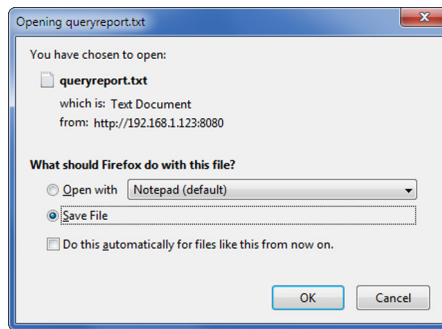 Opening queryreport.txt
You have chosen to open:
queryreport.txt
which is: Text Document
from: http://192.168.1.123:8080
What should Firefox do with this file?
Open with Notepad (default)
Save File
Do this automatically for files like this from now on.
OK Cancel